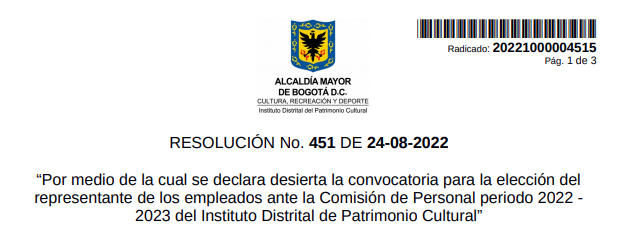 Radicado: 20221000004515
Pág. 1 de 3
ALCALDÍA MAYOR
DE BOGOTÁ D.C.
CULTURA, RECREACIÓN Y DEPORTE
Instituto Distrital del Patrimonio Cultural
RESOLUCIÓN No. 451 DE 24-08-2022
“Por medio de la cual se declara desierta la convocatoria para la elección del
representante de los empleados ante la Comisión de Personal periodo 2022 -
2023 del Instituto Distrital de Patrimonio Cultural”